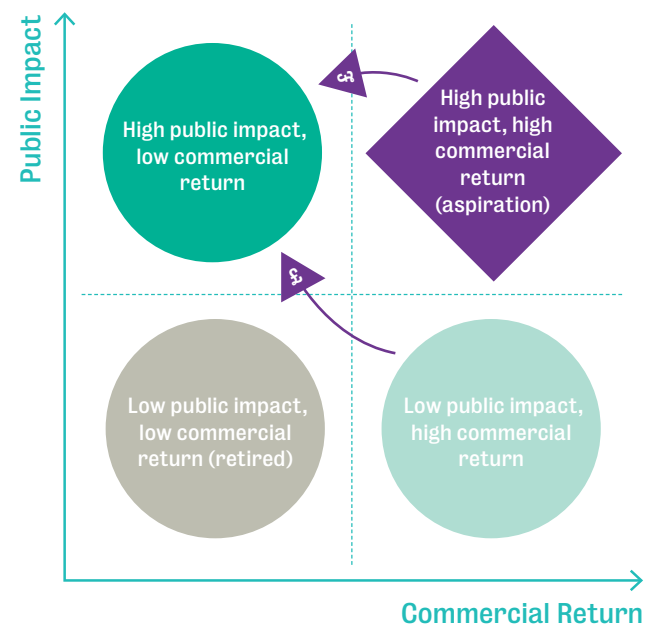 Public Impact
High public impact,
low commercial
return
£
High public
impact, high
commercial
return
(aspiration)
£
Low public impact,
low commercial
return (retired)
Low public impact,
high commercial
return
Commercial Return